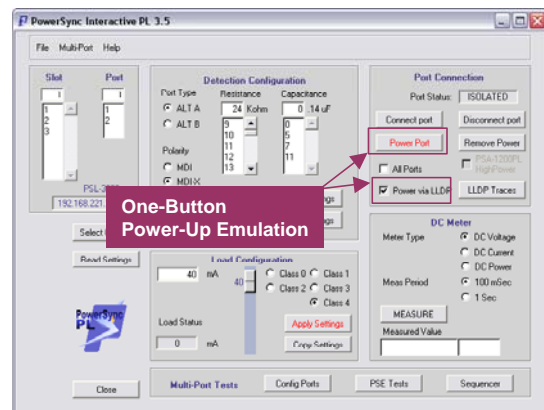 PowerSync Interactive PL 3.5
File Multi-Port Help
Slot Port
1 1
1 1
2 2
3
192.168.221.
Detection Configuration
Port Type Resistance Capacitance
ALT A 24 Kohm 0 .14 uF
ALT B
9 0
10 5
11 7
12 11
13
Polarity
MDI
MDI-X
Port Connection
Port Status: ISOLATED
Connect port Disconnect port
Power Port Remove Power
All Ports PSA-1200PL HighPower
Power via LLDP LLDP Traces
One-Button
Power-Up Emulation
Select
Read Settings
PowerSync
PL
Close
Load Configuration
40 mA 40
Class 0 Class 1
Class 2 Class 3
Class 4
Load Status
0 mA
Apply Settings
Copy Settings
DC Meter
Meter Type DC Voltage
DC Current
DC Power
Meas Period 100 mSec
1 Sec
MEASURE
Measured Value
Multi-Port Tests Config Ports PSE Tests Sequencer